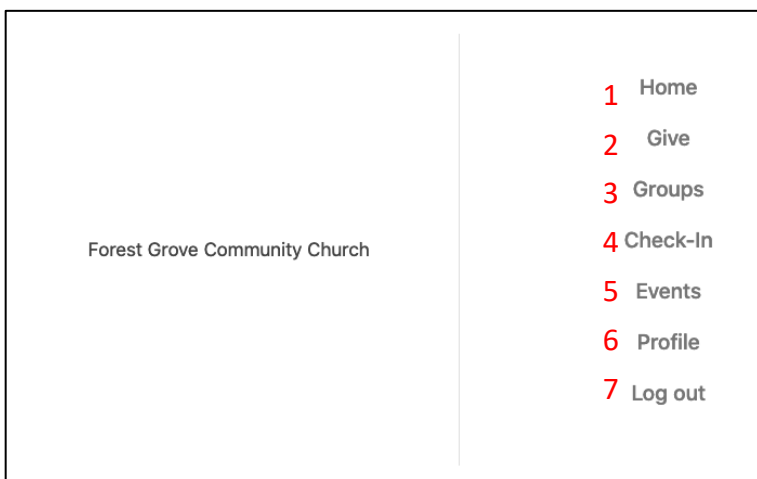 Forest Grove Community Church
1 Home
2 Give
3 Groups
4 Check-In
5 Events
6 Profile
7 Log out